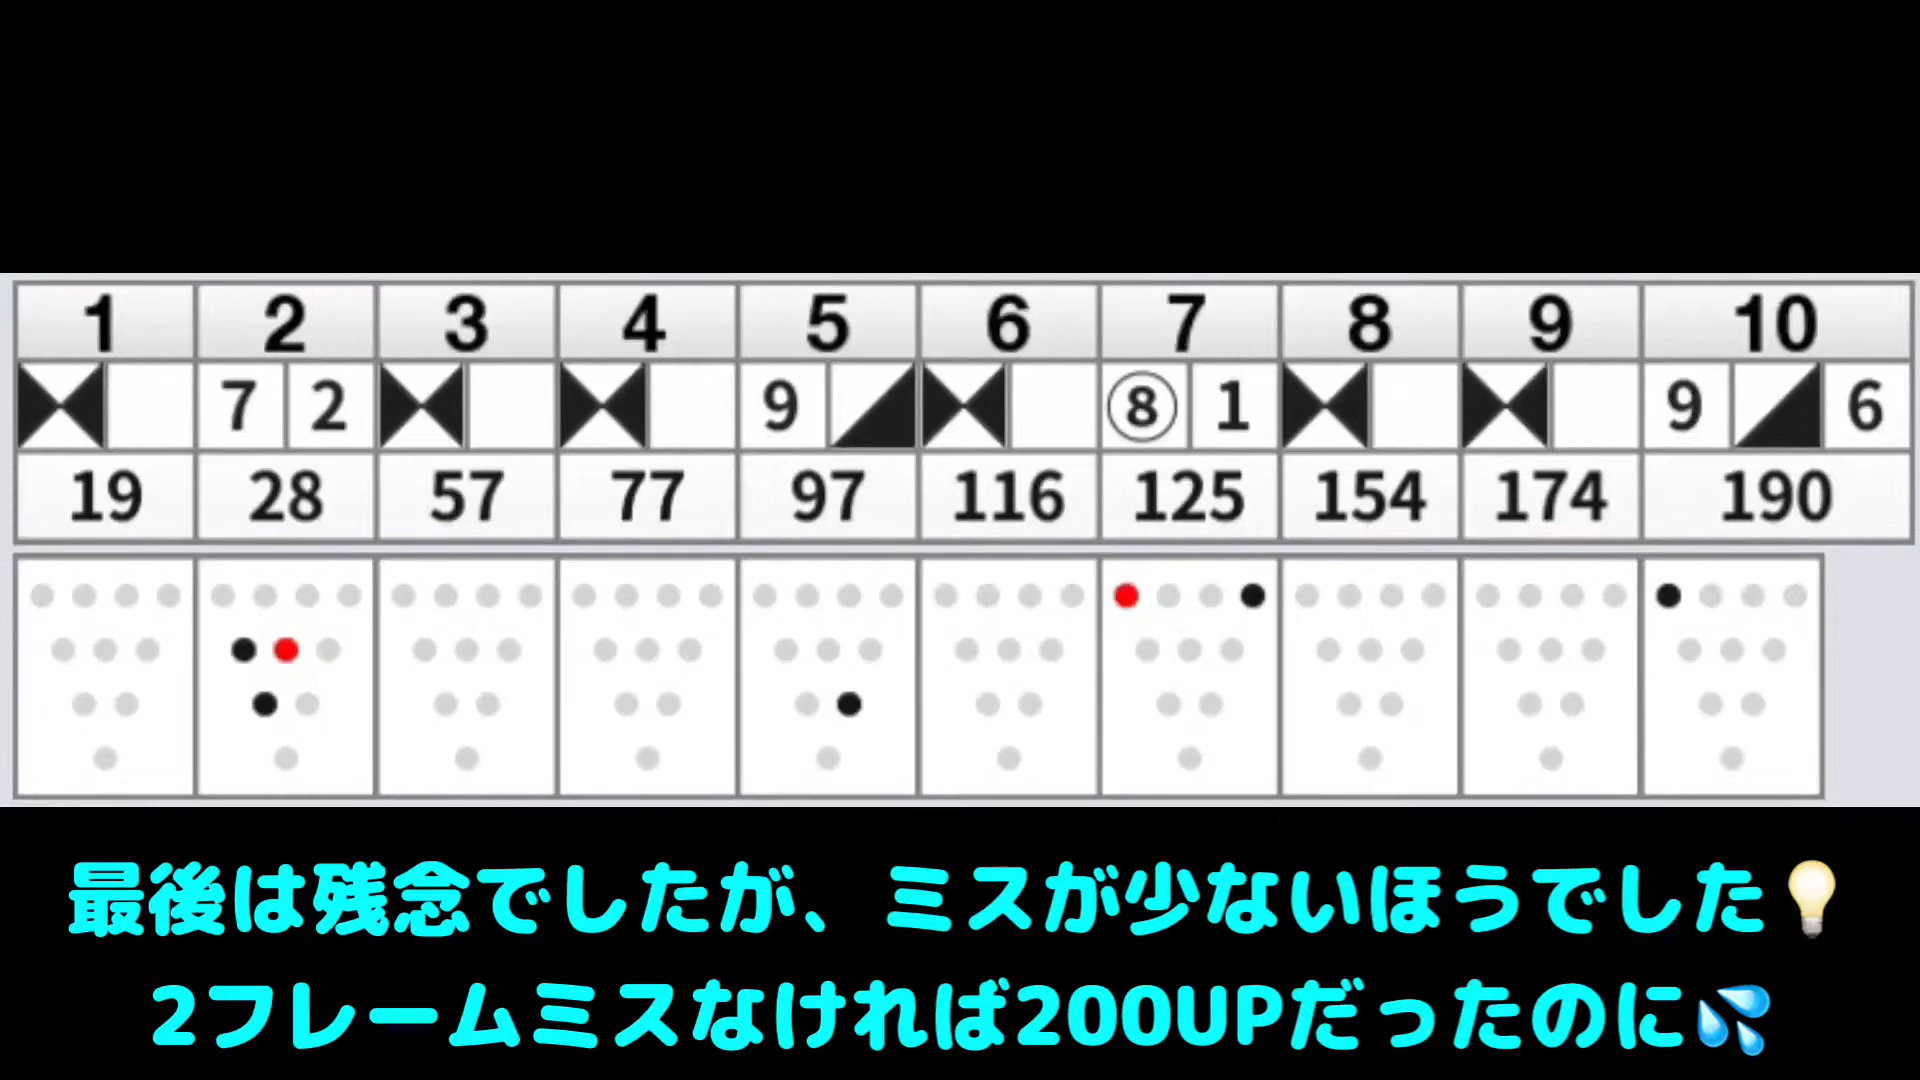 1 2 3 4 5 6 7 8 9 10
7 2 9 ⑧ 1 9 6
19 28 57 77 97 116 125 154 174 190
最後は残念でしたが、ミスが少ないほうでした💡
2フレームミスなければ200UPだったのに💦